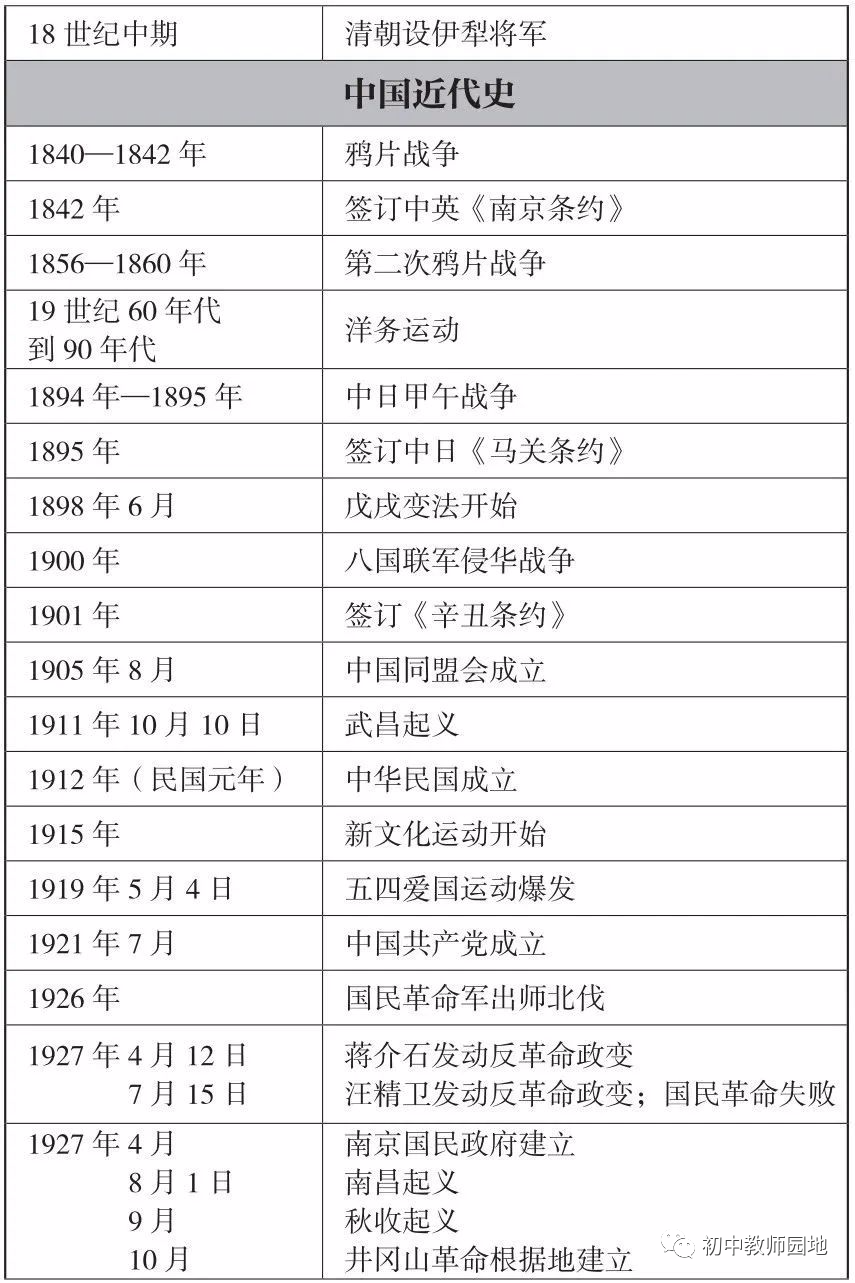 18 世纪中期 清朝设伊犁将军
中国近代史
1840—1842 年 鸦片战争
1842 年 签订中英《南京条约》
1856—1860 年 第二次鸦片战争
19 世纪 60 年代
到 90 年代 洋务运动
1894 年—1895 年 中日甲午战争
1895 年 签订中日《马关条约》
1898 年 6 月 戊戌变法开始
1900 年 八国联军侵华战争
1901 年 签订《辛丑条约》
1905 年 8 月 中国同盟会成立
1911 年 10 月 10 日 武昌起义
1912 年（民国元年） 中华民国成立
1915 年 新文化运动开始
1919 年 5 月 4 日 五四爱国运动爆发
1921 年 7 月 中国共产党成立
1926 年 国民革命军出师北伐
1927 年 4 月 12 日 蒋介石发动反革命政变
7 月 15 日 汪精卫发动反革命政变；国民革命失败
1927 年 4 月 南京国民政府建立
8 月 1 日 南昌起义
9 月 秋收起义
10 月 井冈山革命根据地建立
初中教师园地